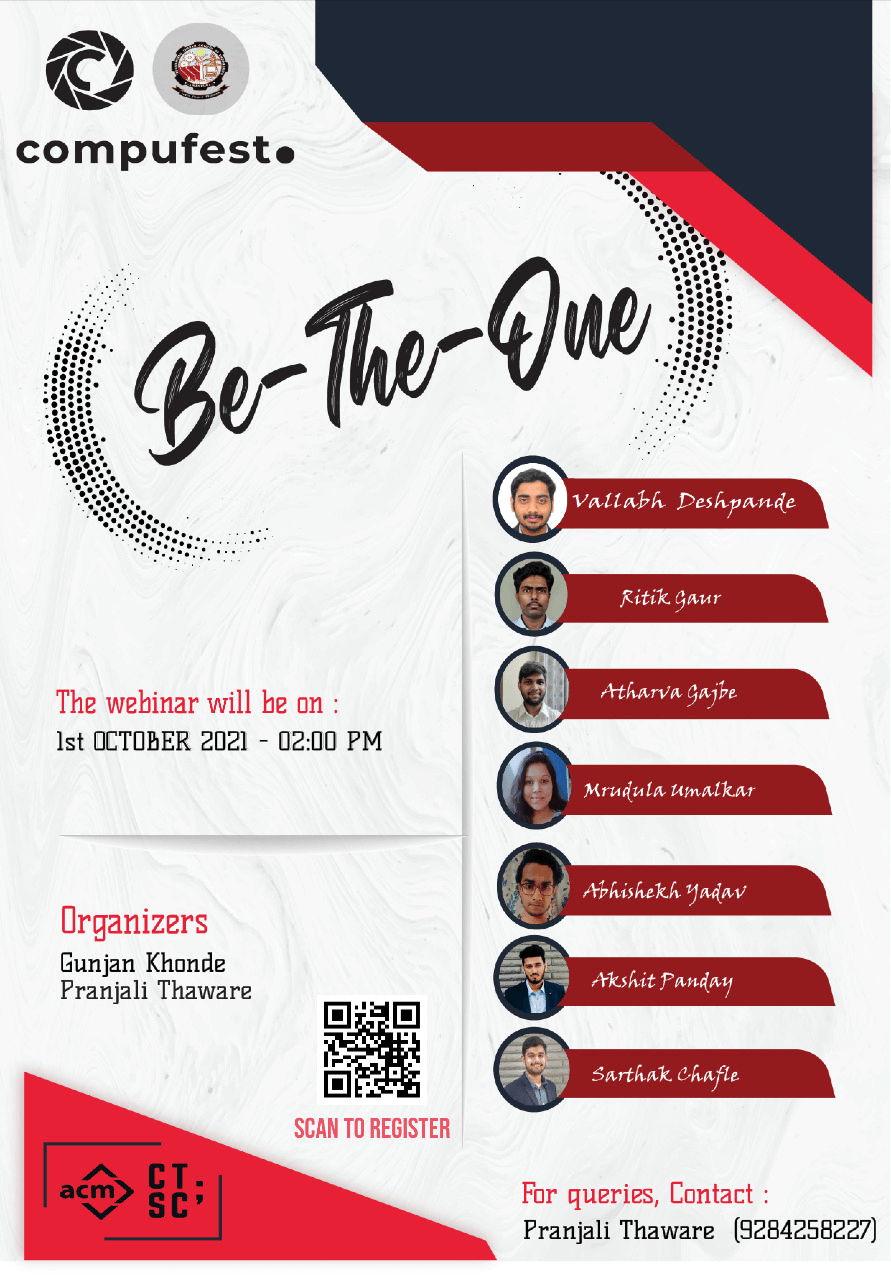 compufest.
Be-The-One
Vallabh Deshpande
Ritik Gaur
Atharva Gajbe
Mrudula Umalkar
Abhishekh Yadav
Akshit Panday
Sarthak Chafle
The webinar will be on :
1st OCTOBER 2021 - 02:00 PM
Organizers
Gunjan Khonde
Pranjali Thaware
SCAN TO REGISTER
acm
CT
SC;
For queries, Contact :
Pranjali Thaware (9284258227)